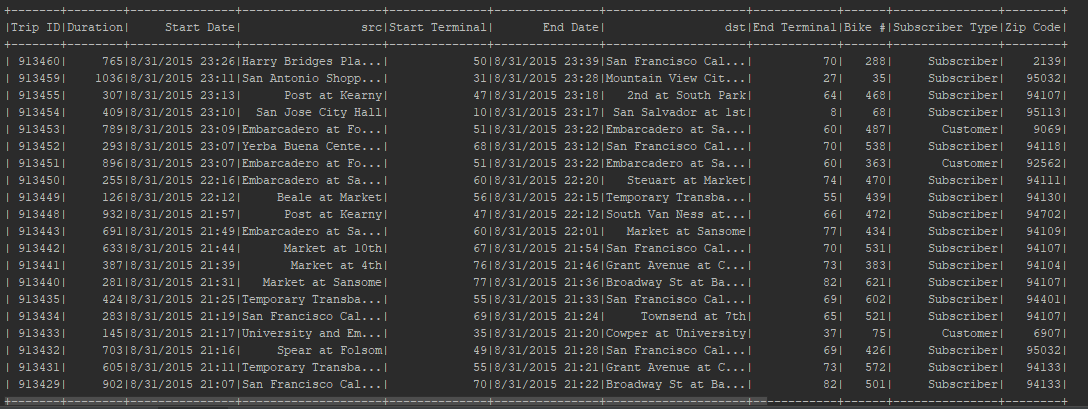 +-------+--------+---------------+--------------------+--------------+---------------+--------------------+------------+------+---------------+--------+
|Trip ID|Duration|     Start Date|                 src|Start Terminal|       End Date|                 dst|End Terminal|Bike #|Subscriber Type|Zip Code|
+-------+--------+---------------+--------------------+--------------+---------------+--------------------+------------+------+---------------+--------+
| 913460|     765|8/31/2015 23:26|Harry Bridges Pla...|            50|8/31/2015 23:39|San Francisco Cal...|          70|   288|     Subscriber|    2139|
| 913459|    1036|8/31/2015 23:11|San Antonio Shopp...|            31|8/31/2015 23:28|Mountain View Cit...|          27|    35|     Subscriber|   95032|
| 913455|     307|8/31/2015 23:13|      Post at Kearny|            47|8/31/2015 23:18|   2nd at South Park|          64|   468|     Subscriber|   94107|
| 913454|     409|8/31/2015 23:10|  San Jose City Hall|            10|8/31/2015 23:17| San Salvador at 1st|           8|    68|     Subscriber|   95113|
| 913453|     789|8/31/2015 23:09|Embarcadero at Fo...|            51|8/31/2015 23:22|Embarcadero at Sa...|          60|   487|       Customer|    9069|
| 913452|     293|8/31/2015 23:07|Yerba Buena Cente...|            68|8/31/2015 23:12|San Francisco Cal...|          70|   538|     Subscriber|   94118|
| 913451|     896|8/31/2015 23:07|Embarcadero at Fo...|            51|8/31/2015 23:22|Embarcadero at Sa...|          60|   363|       Customer|   92562|
| 913450|     255|8/31/2015 22:16|Embarcadero at Sa...|            60|8/31/2015 22:20|   Steuart at Market|          74|   470|     Subscriber|   94111|
| 913449|     126|8/31/2015 22:12|     Beale at Market|            56|8/31/2015 22:15|Temporary Transba...|          55|   439|     Subscriber|   94130|
| 913448|     932|8/31/2015 21:57|      Post at Kearny|            47|8/31/2015 22:12|South Van Ness at...|          66|   472|     Subscriber|   94702|
| 913443|     691|8/31/2015 21:49|Embarcadero at Sa...|            60|8/31/2015 22:01|   Market at Sansome|          77|   434|     Subscriber|   94109|
| 913442|     633|8/31/2015 21:44|      Market at 10th|            67|8/31/2015 21:54|San Francisco Cal...|          70|   531|     Subscriber|   94107|
| 913441|     387|8/31/2015 21:39|       Market at 4th|            76|8/31/2015 21:46|Grant Avenue at C...|          73|   383|     Subscriber|   94104|
| 913440|     281|8/31/2015 21:31|   Market at Sansome|            77|8/31/2015 21:36|Broadway St at Ba...|          82|   621|     Subscriber|   94107|
| 913435|     424|8/31/2015 21:25|Temporary Transba...|            55|8/31/2015 21:33|San Francisco Cal...|          69|   602|     Subscriber|   94401|
| 913434|     283|8/31/2015 21:19|San Francisco Cal...|            69|8/31/2015 21:24|     Townsend at 7th|          65|   521|     Subscriber|   94107|
| 913433|     145|8/31/2015 21:17|University and Em...|            35|8/31/2015 21:20|Cowper at University|          37|    75|       Customer|    6907|
| 913432|     703|8/31/2015 21:16|     Spear at Folsom|            49|8/31/2015 21:28|San Francisco Cal...|          69|   426|     Subscriber|   95032|
| 913431|     605|8/31/2015 21:11|Temporary Transba...|            55|8/31/2015 21:21|Grant Avenue at C...|          73|   572|     Subscriber|   94133|
| 913429|     902|8/31/2015 21:07|San Francisco Cal...|            70|8/31/2015 21:22|Broadway St at Ba...|          82|   501|     Subscriber|   94133|
+-------+--------+---------------+--------------------+--------------+---------------+--------------------+------------+------+---------------+--------+